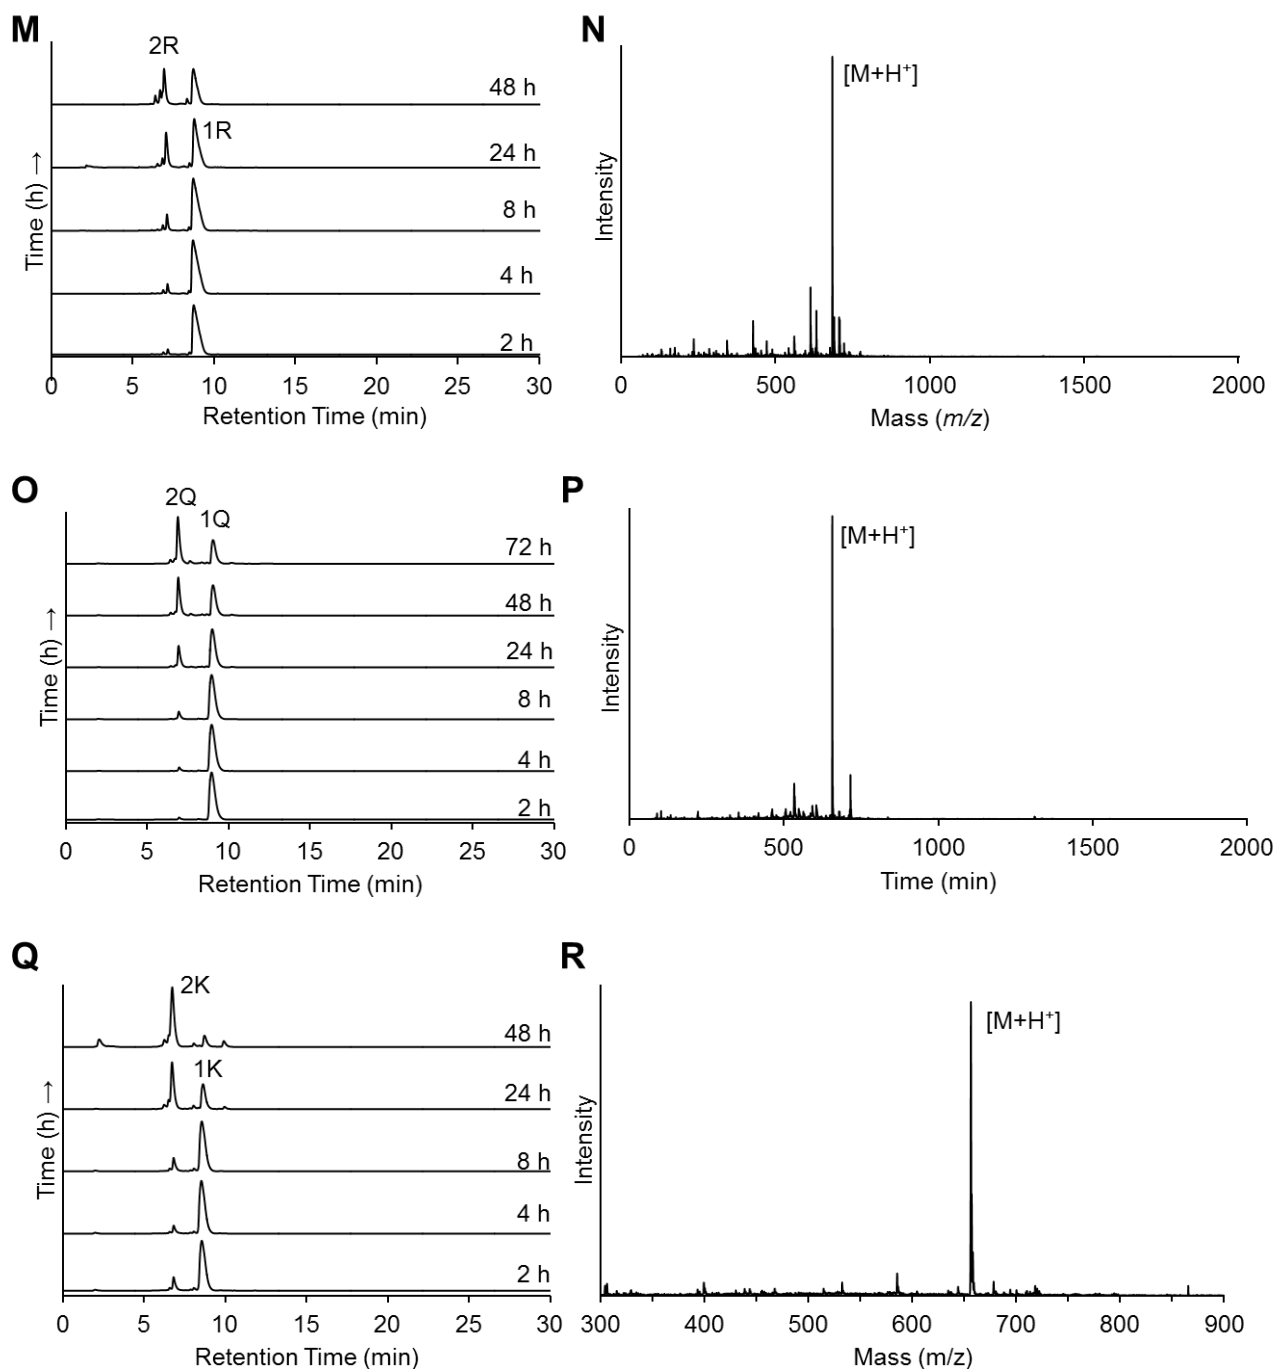 M
2R
48 h
1R
24 h
8 h
4 h
2 h
Time (h) →
0 5 10 15 20 25 30
Retention Time (min)
N
[M+H⁺]
Intensity
0 500 1000 1500 2000
Mass (m/z)
O
2Q
1Q
72 h
48 h
24 h
8 h
4 h
2 h
Time (h) →
0 5 10 15 20 25 30
Retention Time (min)
P
[M+H⁺]
Intensity
0 500 1000 1500 2000
Time (min)
Q
2K
48 h
1K
24 h
8 h
4 h
2 h
Time (h) →
0 5 10 15 20 25 30
Retention Time (min)
R
[M+H⁺]
Intensity
300 400 500 600 700 800 900
Mass (m/z)